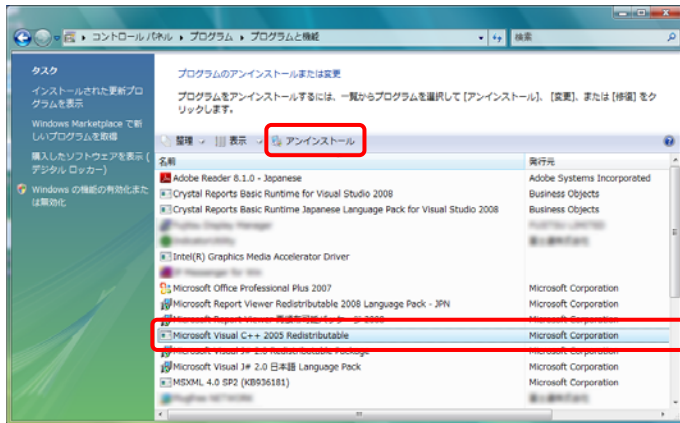 コントロール パネル ▸ プログラム ▸ プログラムと機能
検索
タスク
インストールされた更新プロ
グラムを表示
Windows Marketplace で新
しいプログラムを取得
購入したソフトウェアを表示 (
デジタル ロッカー)
Windows の機能の有効化また
は無効化
プログラムのアンインストールまたは変更
プログラムをアンインストールするには、一覧からプログラムを選択して [アンインストール]、[変更]、または [修復] をク
リックします。
整理 表示 アンインストール
名前 発行元
Adobe Reader 8.1.0 - Japanese Adobe Systems Incorporated
Crystal Reports Basic Runtime for Visual Studio 2008 Business Objects
Crystal Reports Basic Runtime Japanese Language Pack for Visual Studio 2008 Business Objects
Intel(R) Graphics Media Accelerator Driver
Microsoft Office Professional Plus 2007 Microsoft Corporation
Microsoft Report Viewer Redistributable 2008 Language Pack - JPN Microsoft Corporation
Microsoft Report Viewer 2008 Microsoft Corporation
Microsoft Visual C++ 2005 Redistributable Microsoft Corporation
Microsoft Visual J# 2.0 Redistributable Package Microsoft Corporation
Microsoft Visual J# 2.0 日本語 Language Pack Microsoft Corporation
MSXML 4.0 SP2 (KB936181) Microsoft Corporation